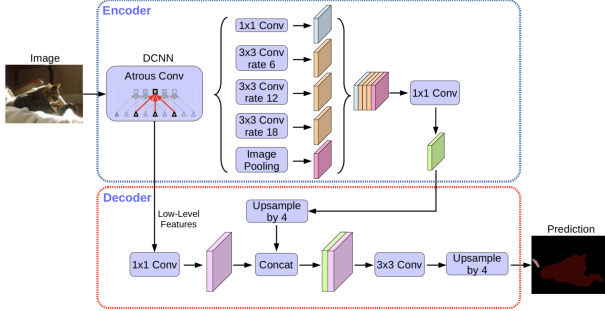 Encoder
Image
DCNN
Atrous Conv
1x1 Conv
3x3 Conv
rate 6
3x3 Conv
rate 12
3x3 Conv
rate 18
Image
Pooling
1x1 Conv
Decoder
Low-Level
Features
Upsample
by 4
1x1 Conv
Concat
3x3 Conv
Upsample
by 4
Prediction